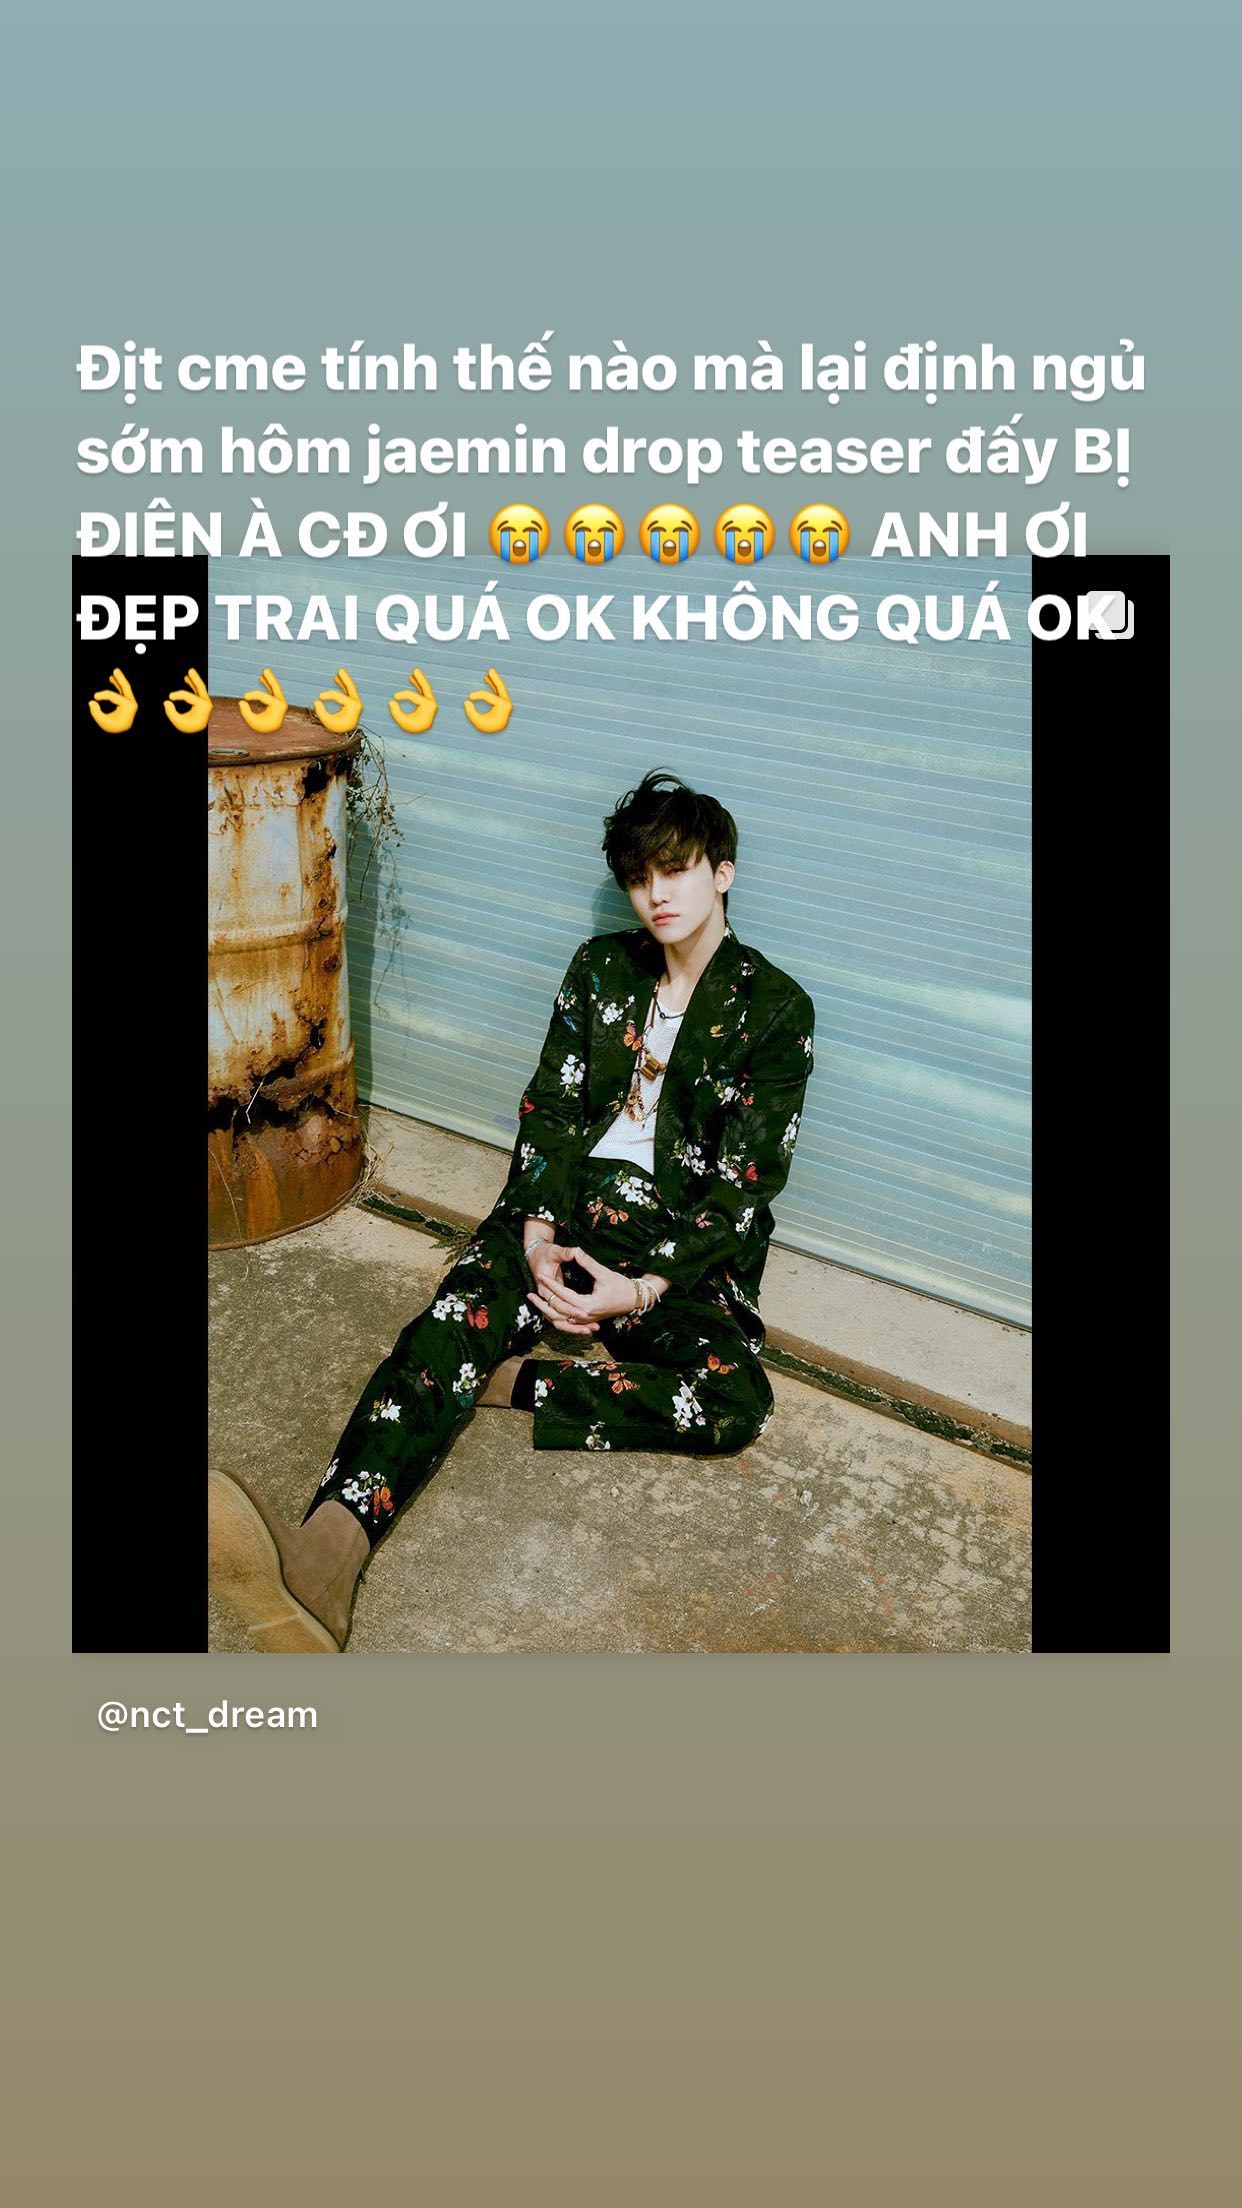 Địt cme tính thế nào mà lại định ngủ
sớm hôm jaemin drop teaser đấy BỊ
ĐIÊN À CĐ ƠI 😭😭😭😭😭 ANH ƠI
ĐẸP TRAI QUÁ OK KHÔNG QUÁ OK
👌👌👌👌👌👌
@nct_dream